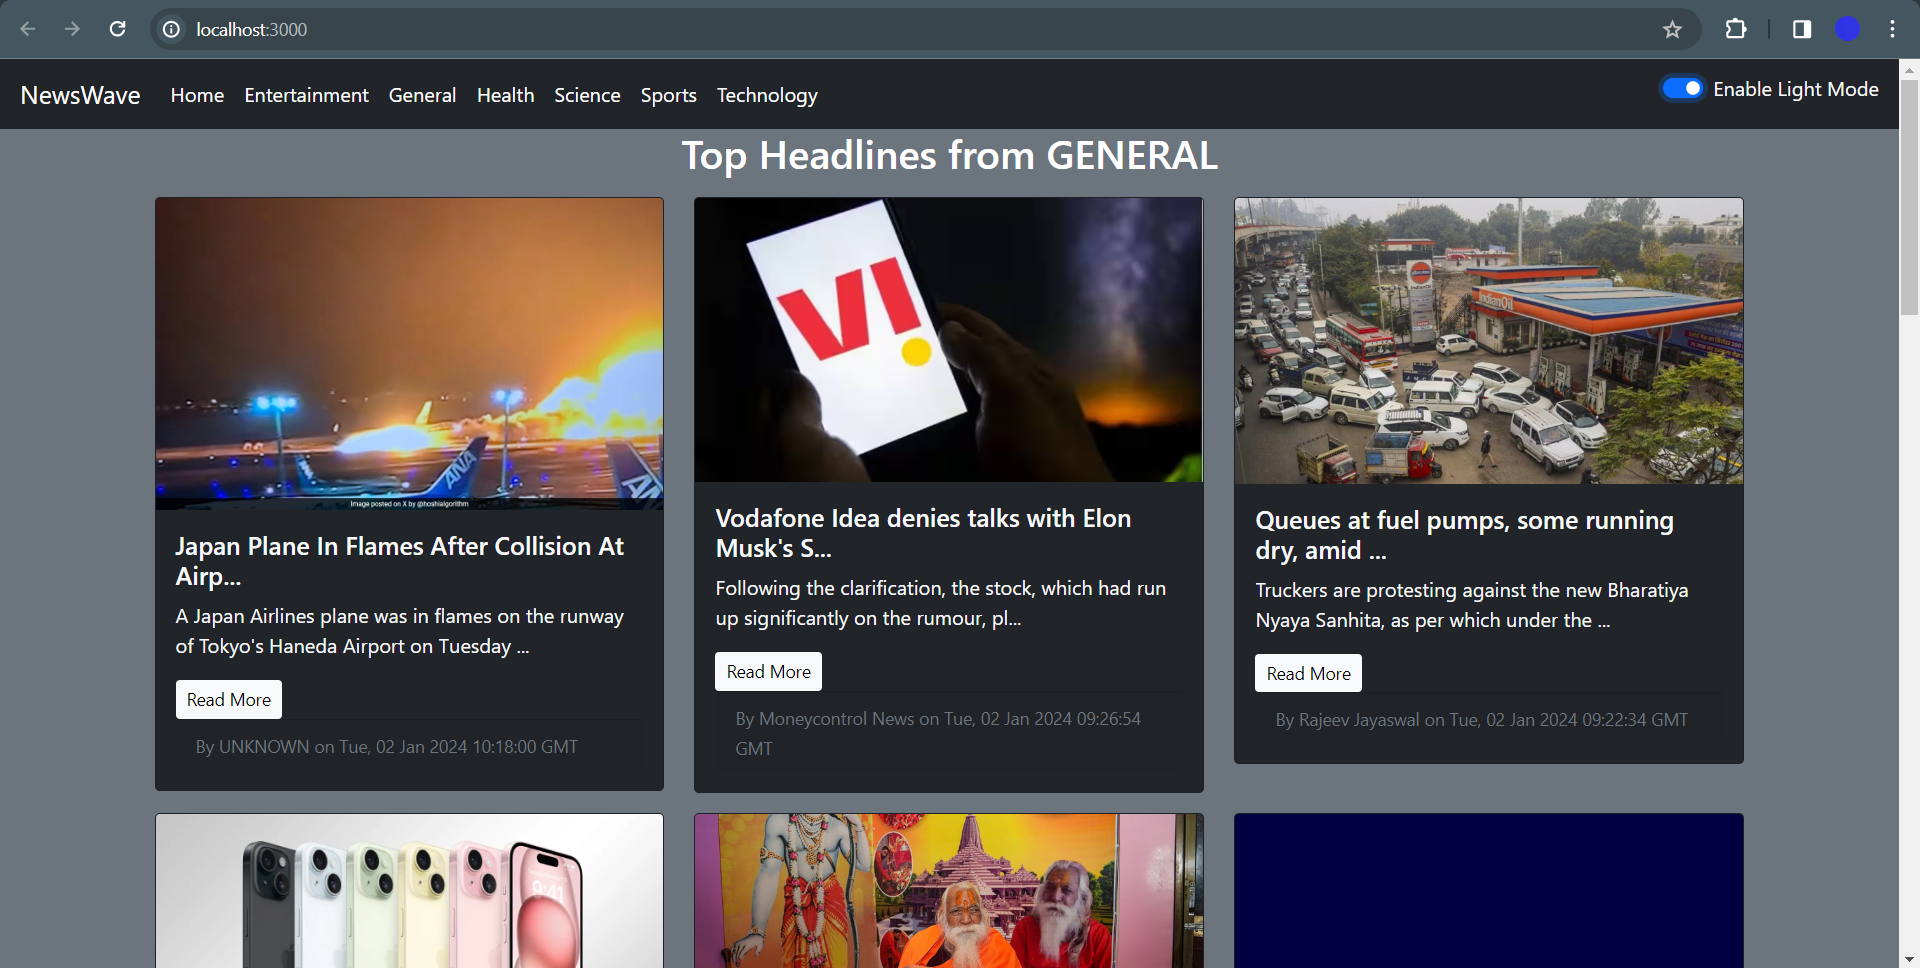 localhost:3000
NewsWave Home Entertainment General Health Science Sports Technology Enable Light Mode
Top Headlines from GENERAL
ANA
Image posted on X by @hoshialgorithm
Japan Plane In Flames After Collision At
Airp...
A Japan Airlines plane was in flames on the runway
of Tokyo's Haneda Airport on Tuesday ...
Read More
By UNKNOWN on Tue, 02 Jan 2024 10:18:00 GMT
VI
Vodafone Idea denies talks with Elon
Musk's S...
Following the clarification, the stock, which had run
up significantly on the rumour, pl...
Read More
By Moneycontrol News on Tue, 02 Jan 2024 09:26:54
GMT
IndianOil
Queues at fuel pumps, some running
dry, amid ...
Truckers are protesting against the new Bharatiya
Nyaya Sanhita, as per which under the ...
Read More
By Rajeev Jayaswal on Tue, 02 Jan 2024 09:22:34 GMT
9:41